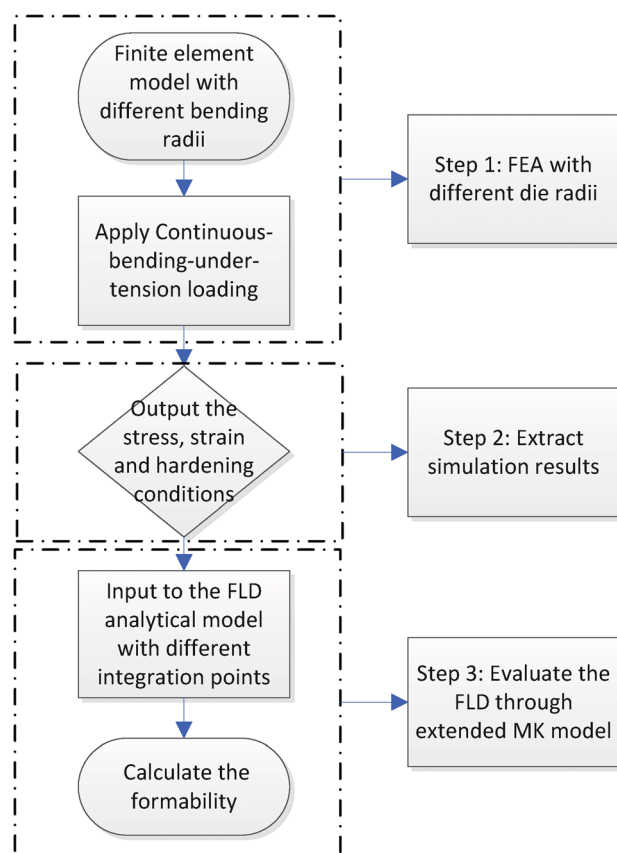 Finite element
model with
different bending
radii
Step 1: FEA with
different die radii
Apply Continuous-
bending-under-
tension loading
Output the
stress, strain
and hardening
conditions
Step 2: Extract
simulation results
Input to the FLD
analytical model
with different
integration points
Step 3: Evaluate the
FLD through
extended MK model
Calculate the
formability